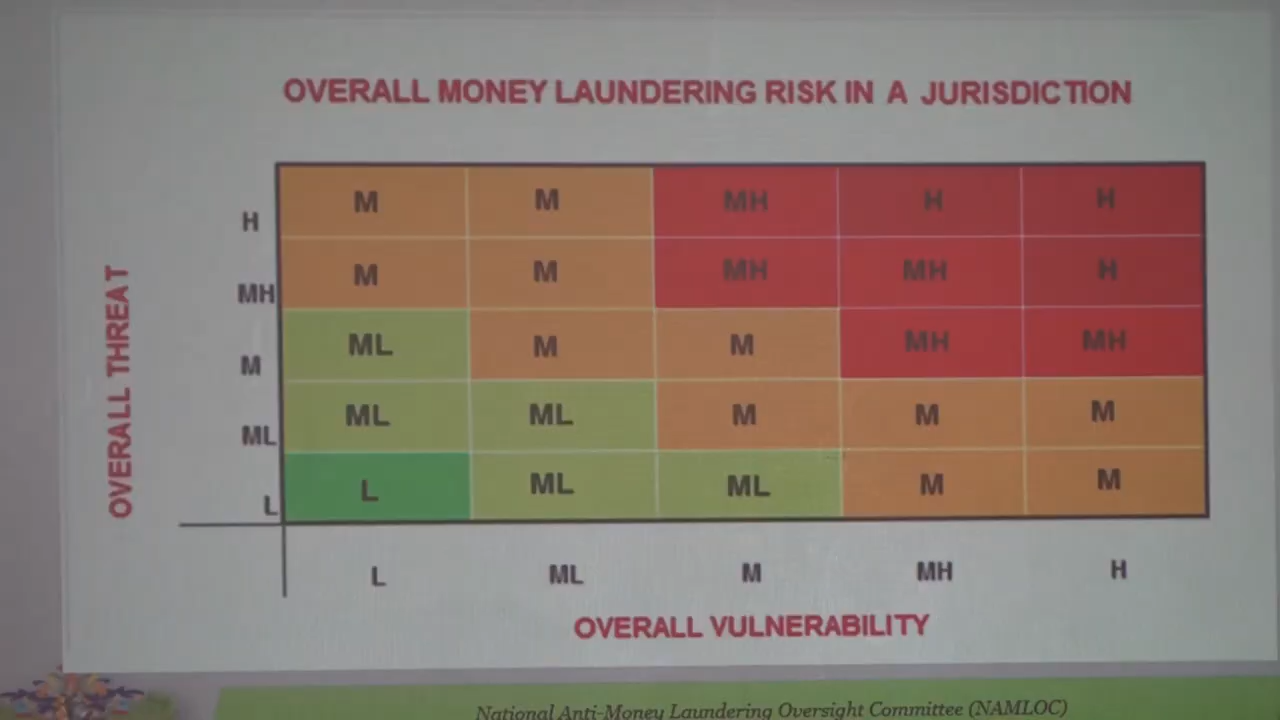 OVERALL MONEY LAUNDERING RISK IN A JURISDICTION
OVERALL THREAT
H M M MH H H
MH M M MH MH H
M ML M M MH MH
ML ML ML M M M
L L ML ML M M
L ML M MH H
OVERALL VULNERABILITY
National Anti-Money Laundering Oversight Committee (NAMLOC)